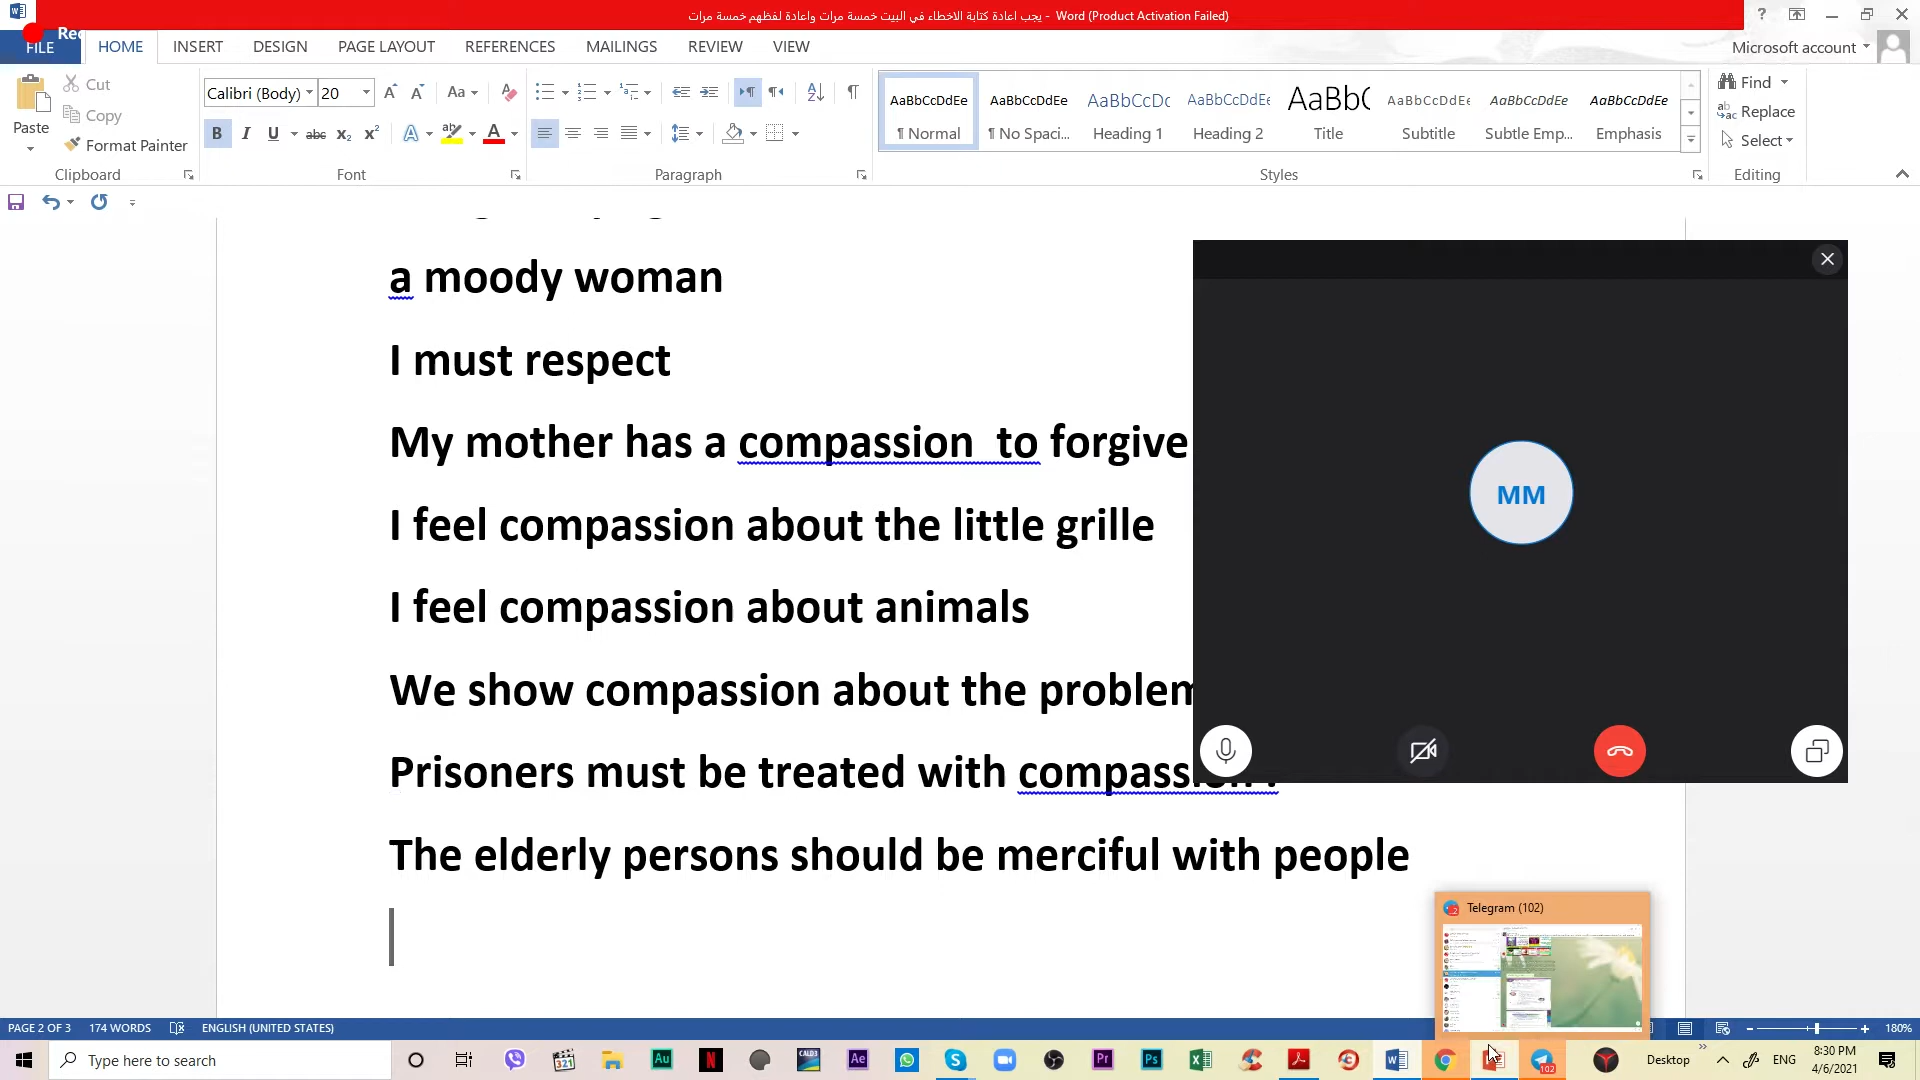 يجب اعادة كتابة الاخطاء في البيت خمسة مرات واعادة لفظهم خمسة مرات - Word (Product Activation Failed)
Rec
FILE HOME INSERT DESIGN PAGE LAYOUT REFERENCES MAILINGS REVIEW VIEW Microsoft account
Paste
Cut
Copy
Format Painter
Clipboard
Calibri (Body) 20
Font
Paragraph
AaBbCcDdEe AaBbCcDdEe AaBbCcDc AaBbCcDdEe AaBbC AaBbCcDdEe AaBbCcDdEe AaBbCcDdEe
¶ Normal ¶ No Spaci... Heading 1 Heading 2 Title Subtitle Subtle Emp... Emphasis
Styles
Find
Replace
Select
Editing
a moody woman
I must respect
My mother has a compassion to forgive
I feel compassion about the little grille
I feel compassion about animals
We show compassion about the problem
Prisoners must be treated with
The elderly persons should be merciful with people
MM
Telegram (102)
PAGE 2 OF 3 174 WORDS ENGLISH (UNITED STATES) 180%
Type here to search
Desktop ENG 8:30 PM
4/6/2021